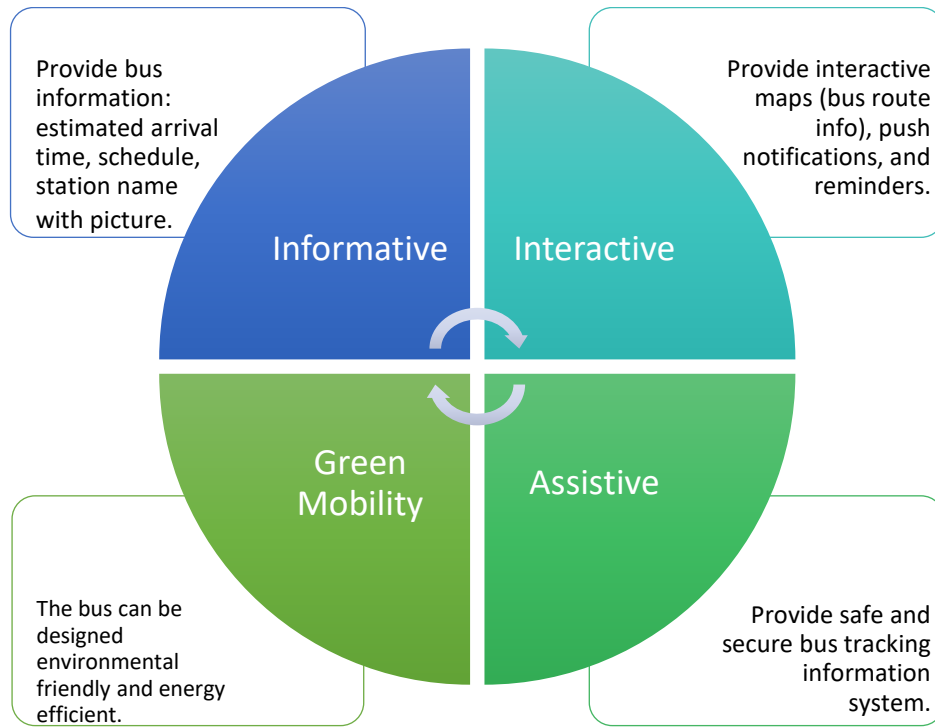 Provide bus
information:
estimated arrival
time, schedule,
station name
with picture.
Provide interactive
maps (bus route
info), push
notifications, and
reminders.
Informative
Interactive
Green
Mobility
Assistive
The bus can be
designed
environmental
friendly and energy
efficient.
Provide safe and
secure bus tracking
information
system.